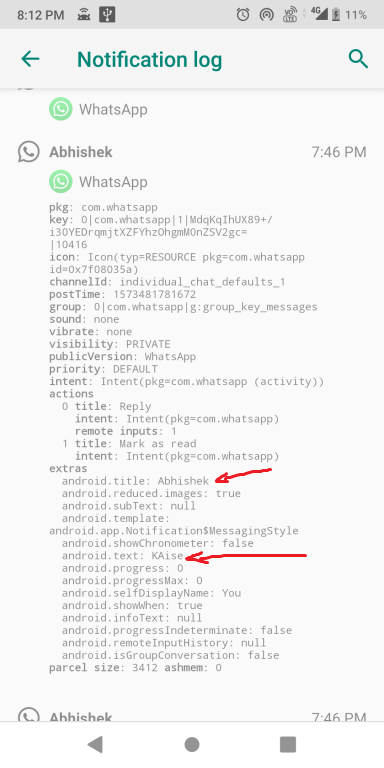 8:12 PM 4G 11%
Notification log
WhatsApp
Abhishek 7:46 PM
WhatsApp
pkg: com.whatsapp
key: 0|com.whatsapp|1|MdqKqIhUX89+/
i30YEDrqmjtXZFYhzOhgmM0nZSV2gc=
|10416
icon: Icon(typ=RESOURCE pkg=com.whatsapp
id=0x7f08035a)
channelId: individual_chat_defaults_1
postTime: 1573481781672
group: 0|com.whatsapp|g:group_key_messages
sound: none
vibrate: none
visibility: PRIVATE
publicVersion: WhatsApp
priority: DEFAULT
intent: Intent(pkg=com.whatsapp (activity))
actions
0 title: Reply
intent: Intent(pkg=com.whatsapp)
remote inputs: 1
1 title: Mark as read
intent: Intent(pkg=com.whatsapp)
extras
android.title: Abhishek
android.reduced.images: true
android.subText: null
android.template:
android.app.Notification$MessagingStyle
android.showChronometer: false
android.text: KAise
android.progress: 0
android.progressMax: 0
android.selfDisplayName: You
android.showWhen: true
android.infoText: null
android.progressIndeterminate: false
android.remoteInputHistory: null
android.isGroupConversation: false
parcel size: 3412 ashmem: 0
Abhishek 7:46 PM